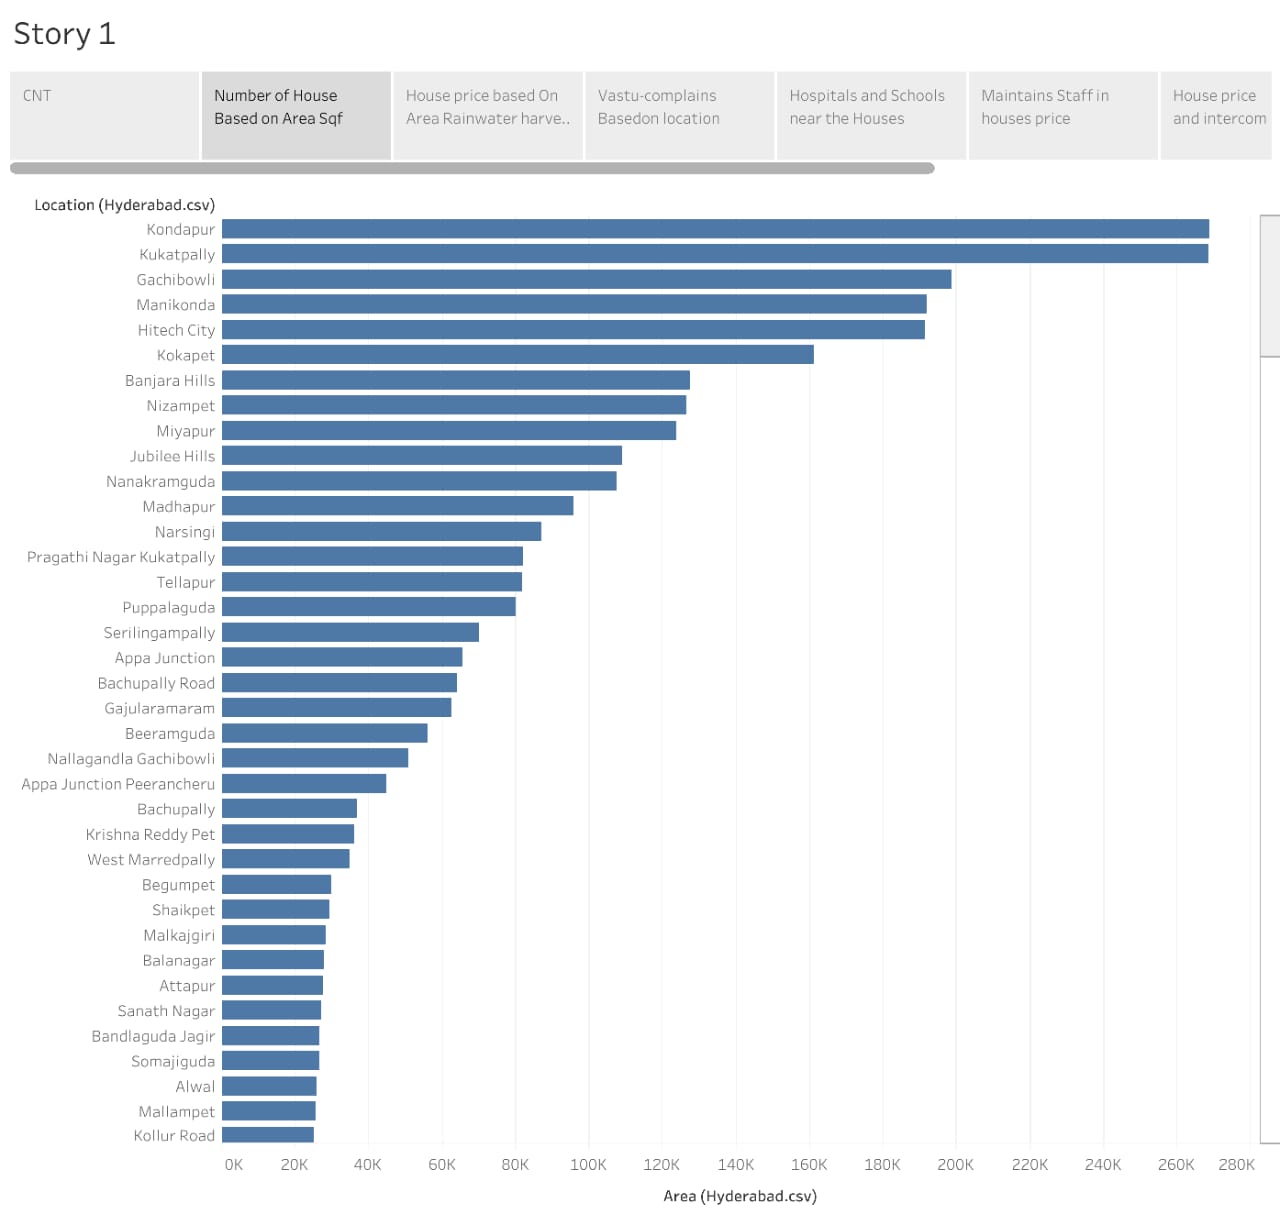 Story 1
CNT
Number of House
Based on Area Sqf
House price based On
Area Rainwater harve..
Vastu-complains
Basedon location
Hospitals and Schools
near the Houses
Maintains Staff in
houses price
House price
and intercom
Location (Hyderabad.csv)
Kondapur
Kukatpally
Gachibowli
Manikonda
Hitech City
Kokapet
Banjara Hills
Nizampet
Miyapur
Jubilee Hills
Nanakramguda
Madhapur
Narsingi
Pragathi Nagar Kukatpally
Tellapur
Puppalaguda
Serilingampally
Appa Junction
Bachupally Road
Gajularamaram
Beeramguda
Nallagandla Gachibowli
Appa Junction Peerancheru
Bachupally
Krishna Reddy Pet
West Marredpally
Begumpet
Shaikpet
Malkajgiri
Balanagar
Attapur
Sanath Nagar
Bandlaguda Jagir
Somajiguda
Alwal
Mallampet
Kollur Road
0K 20K 40K 60K 80K 100K 120K 140K 160K 180K 200K 220K 240K 260K 280K
Area (Hyderabad.csv)